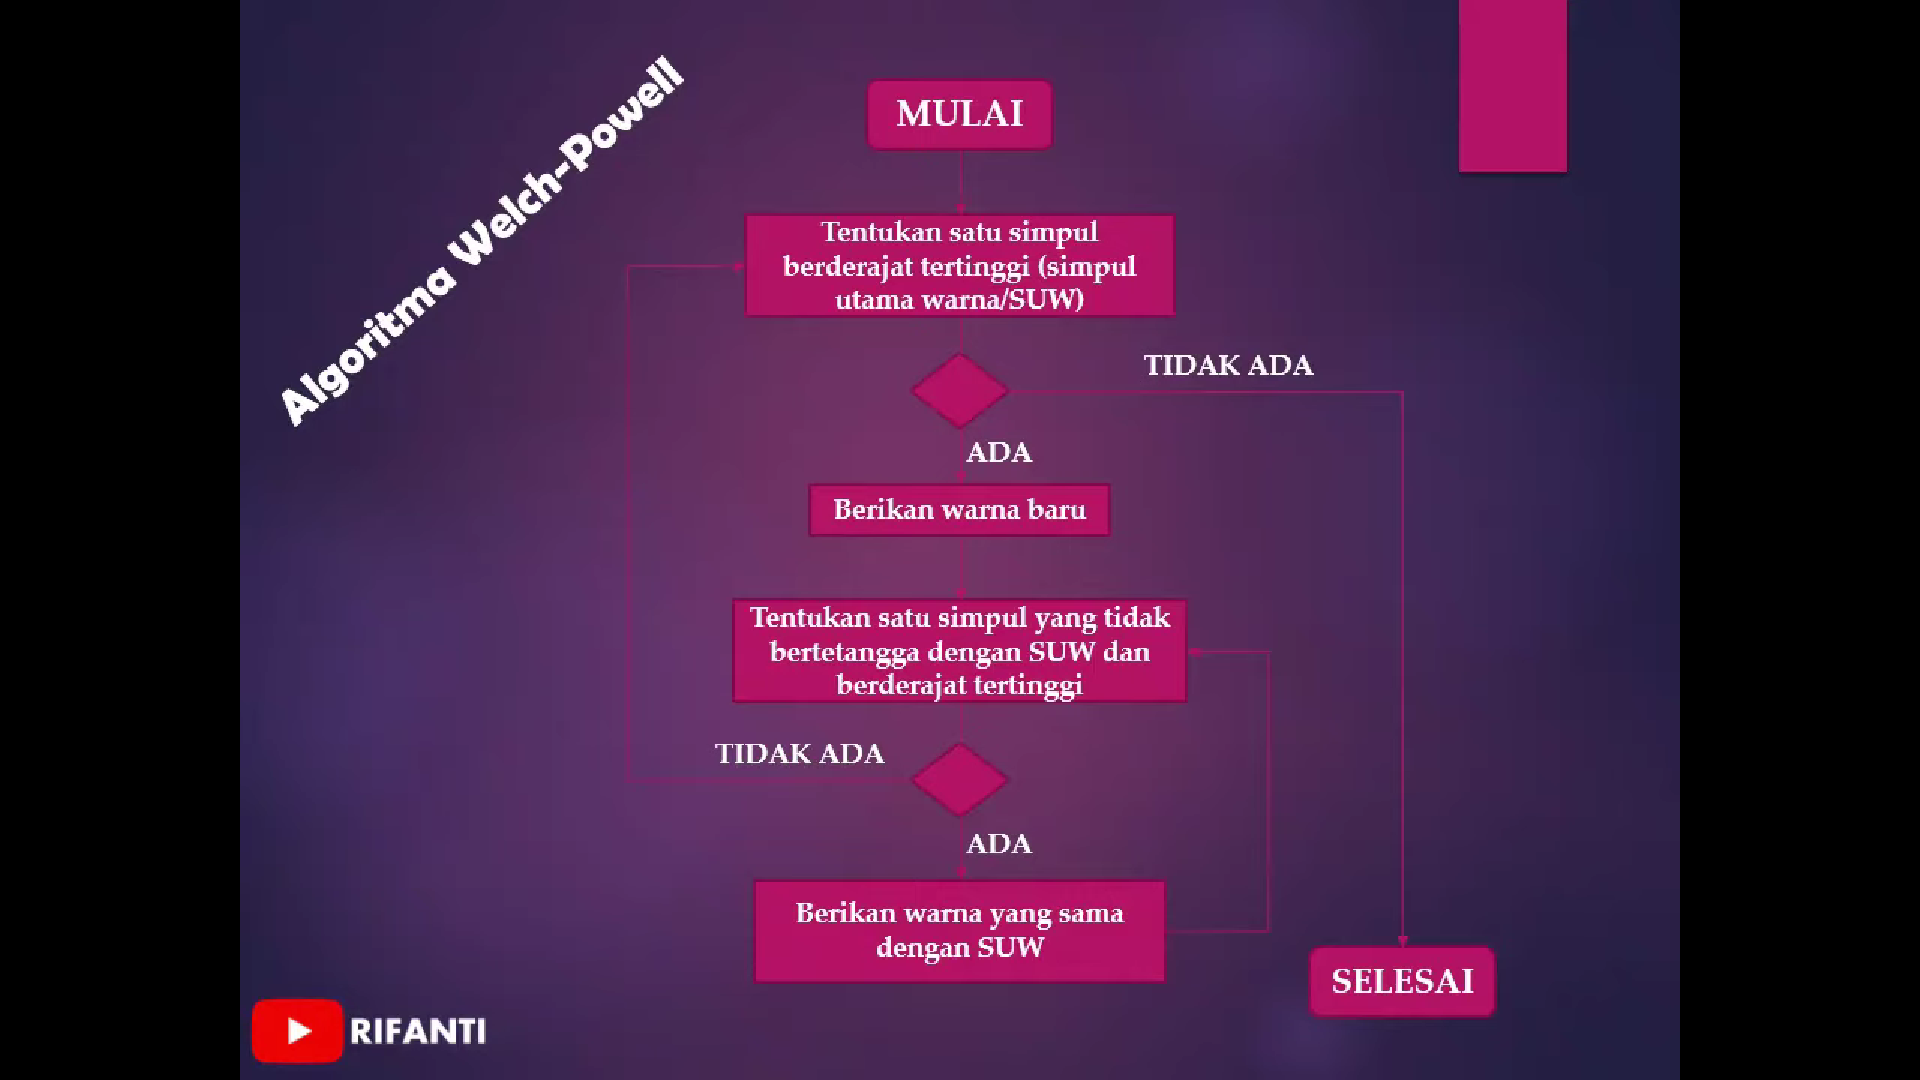 Algoritma Welch-Powell
MULAI
Tentukan satu simpul
berderajat tertinggi (simpul
utama warna/SUW)
TIDAK ADA
ADA
Berikan warna baru
Tentukan satu simpul yang tidak
bertetangga dengan SUW dan
berderajat tertinggi
TIDAK ADA
ADA
Berikan warna yang sama
dengan SUW
SELESAI
RIFANTI